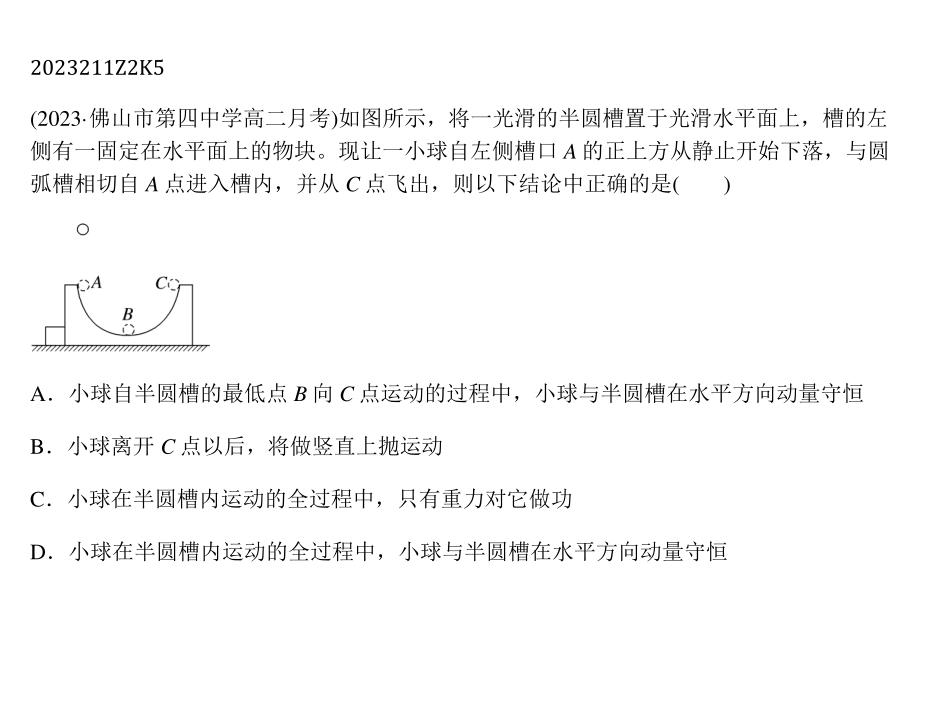 2023211Z2K5
(2023·佛山市第四中学高二月考)如图所示，将一光滑的半圆槽置于光滑水平面上，槽的左
侧有一固定在水平面上的物块。现让一小球自左侧槽口 A 的正上方从静止开始下落，与圆
弧槽相切自 A 点进入槽内，并从 C 点飞出，则以下结论中正确的是(　　)
A
C
B
A．小球自半圆槽的最低点 B 向 C 点运动的过程中，小球与半圆槽在水平方向动量守恒
B．小球离开 C 点以后，将做竖直上抛运动
C．小球在半圆槽内运动的全过程中，只有重力对它做功
D．小球在半圆槽内运动的全过程中，小球与半圆槽在水平方向动量守恒